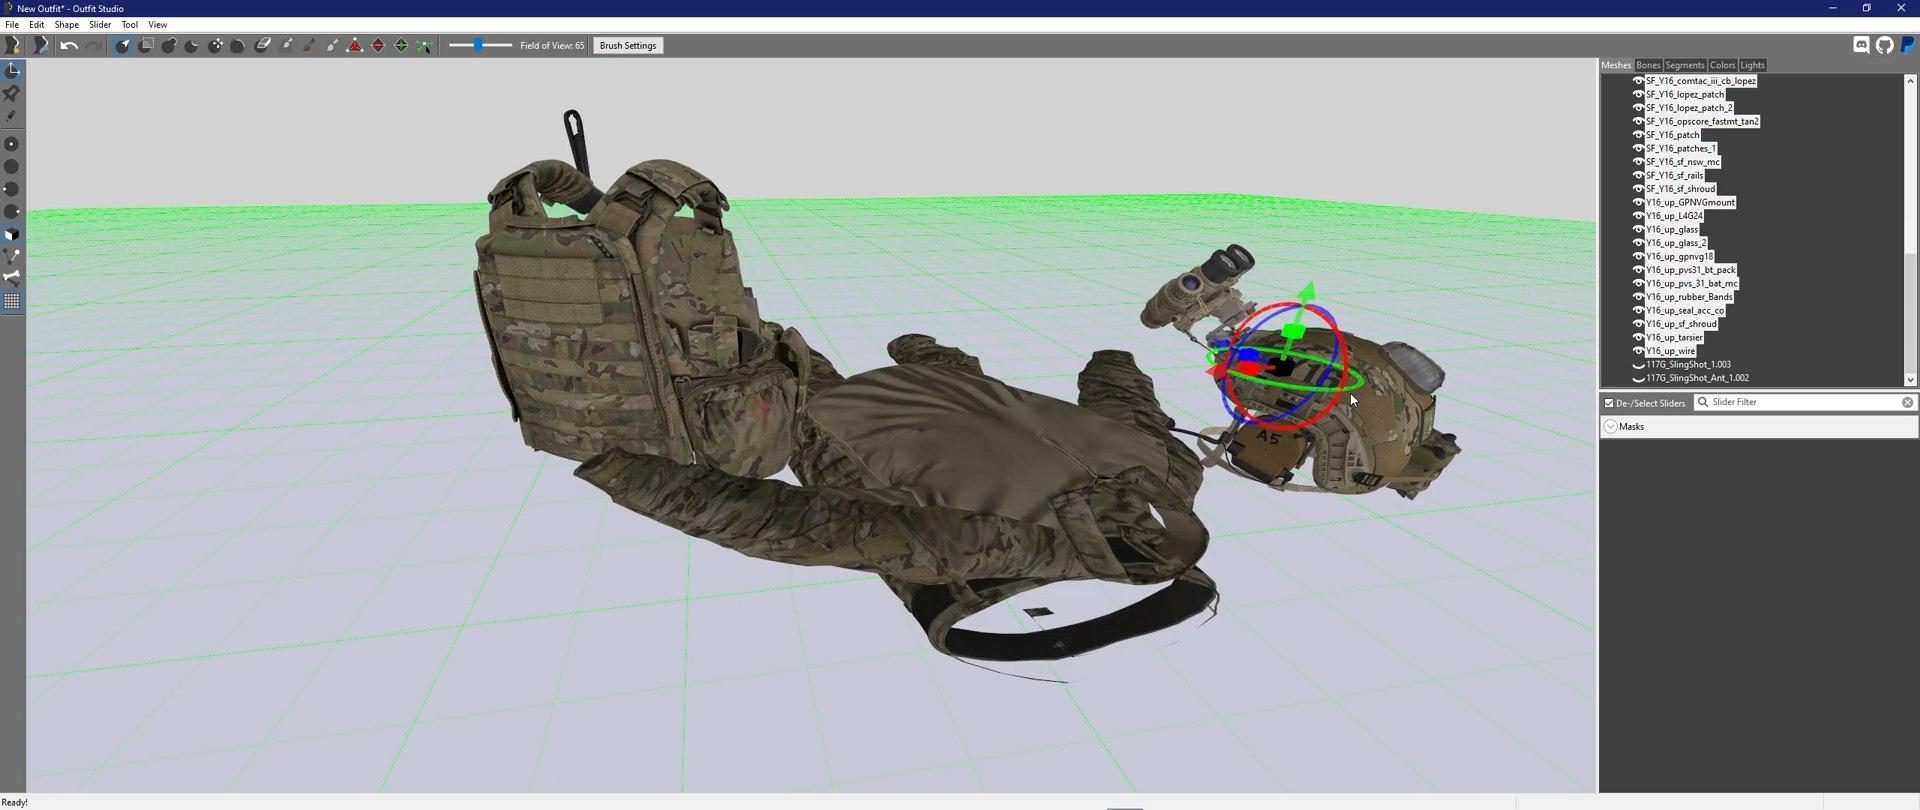 New Outfit* - Outfit Studio
File Edit Shape Slider Tool View
Field of View: 65
Brush Settings
Meshes Bones Segments Colors Lights
SF_Y16_comtac_iii_cb_lopez
SF_Y16_lopez_patch
SF_Y16_lopez_patch_2
SF_Y16_opscore_fastmt_tan2
SF_Y16_patch
SF_Y16_patches_1
SF_Y16_sf_nsw_mc
SF_Y16_sf_rails
SF_Y16_sf_shroud
Y16_up_GPNVGmount
Y16_up_L4G24
Y16_up_glass
Y16_up_glass_2
Y16_up_gpnvg18
Y16_up_pvs31_bt_pack
Y16_up_pvs_31_bat_mc
Y16_up_rubber_Bands
Y16_up_seal_acc_co
Y16_up_sf_shroud
Y16_up_tarsier
Y16_up_wire
117G_SlingShot_1.003
117G_SlingShot_Ant_1.002
De-/Select Sliders
Slider Filter
Masks
A5
Ready!